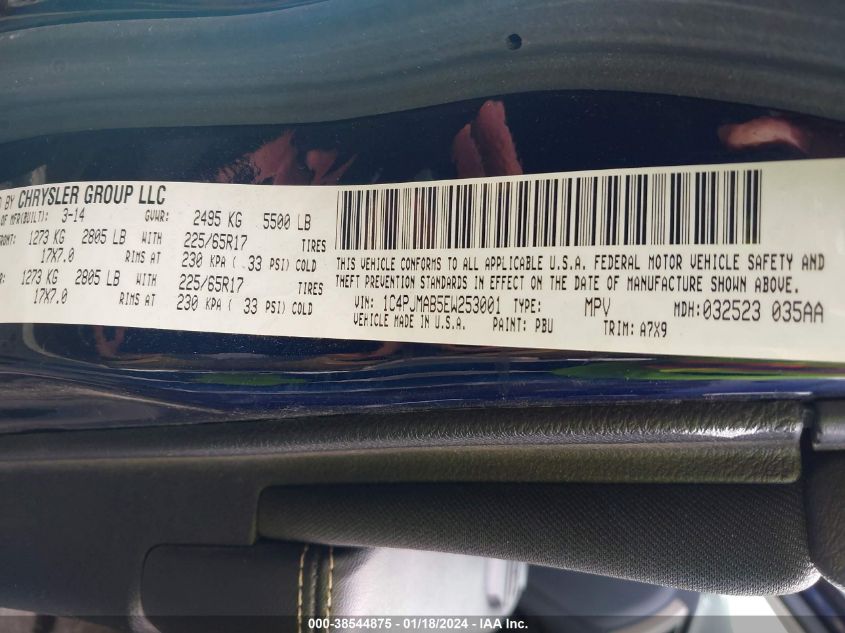 D BY CHRYSLER GROUP LLC
OF MFR(BUILT): 3-14 GVWR: 2495 KG 5500 LB
FRONT: 1273 KG 2805 LB WITH 225/65R17 TIRES
17X7.0 RIMS AT 230 KPA ( 33 PSI) COLD
R: 1273 KG 2805 LB WITH 225/65R17 TIRES
17X7.0 RIMS AT 230 KPA ( 33 PSI) COLD
THIS VEHICLE CONFORMS TO ALL APPLICABLE U.S.A. FEDERAL MOTOR VEHICLE SAFETY AND
THEFT PREVENTION STANDARDS IN EFFECT ON THE DATE OF MANUFACTURE SHOWN ABOVE.
VIN: 1C4PJMAB5EW253001 TYPE: MPV MDH: 032523 035AA
VEHICLE MADE IN U.S.A. PAINT: PBU TRIM: A7X9
000-38544875 - 01/18/2024 - IAA Inc.